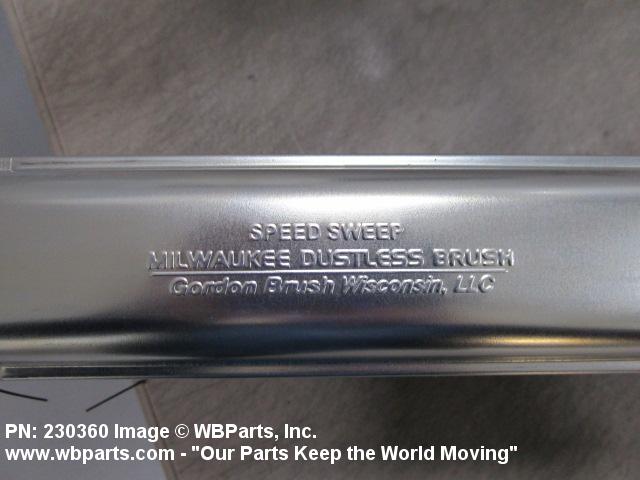 SPEED SWEEP
MILWAUKEE DUSTLESS BRUSH
Gordon Brush Wisconsin, LLC
PN: 230360 Image © WBParts, Inc.
www.wbparts.com - "Our Parts Keep the World Moving"